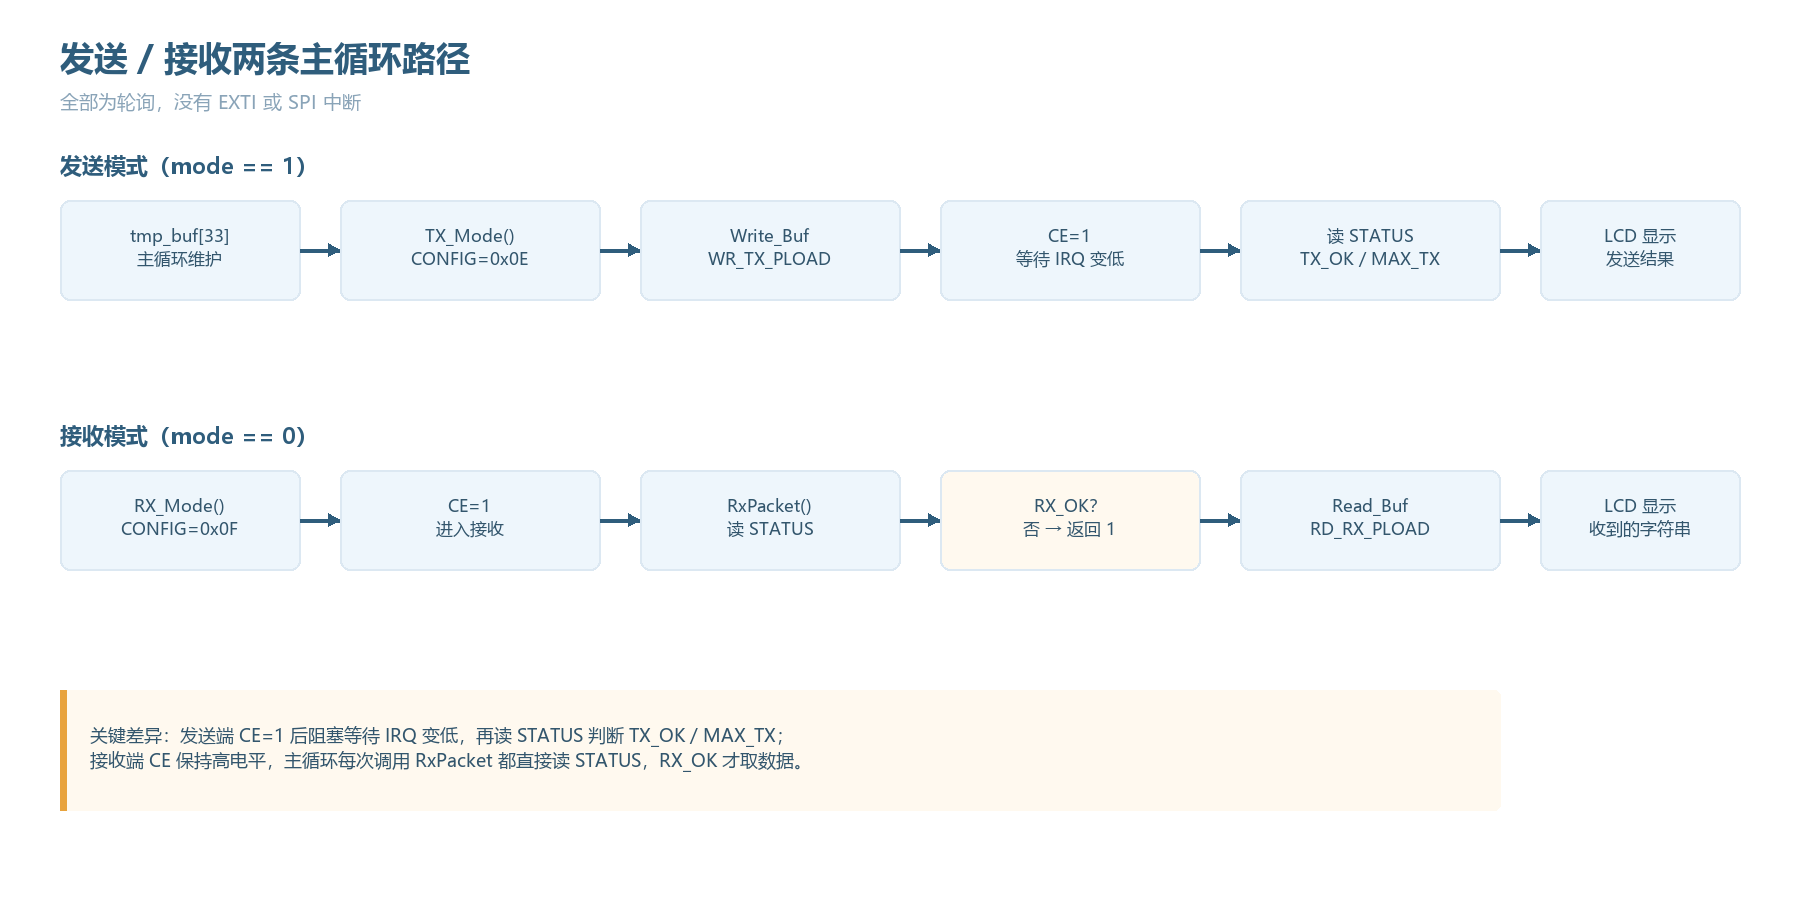 发送 / 接收两条主循环路径
全部为轮询，没有 EXTI 或 SPI 中断
发送模式（mode == 1）
tmp_buf[33]
主循环维护
TX_Mode()
CONFIG=0x0E
Write_Buf
WR_TX_PLOAD
CE=1
等待 IRQ 变低
读 STATUS
TX_OK / MAX_TX
LCD 显示
发送结果
接收模式（mode == 0）
RX_Mode()
CONFIG=0x0F
CE=1
进入接收
RxPacket()
读 STATUS
RX_OK?
否 → 返回 1
Read_Buf
RD_RX_PLOAD
LCD 显示
收到的字符串
关键差异：发送端 CE=1 后阻塞等待 IRQ 变低，再读 STATUS 判断 TX_OK / MAX_TX；
接收端 CE 保持高电平，主循环每次调用 RxPacket 都直接读 STATUS，RX_OK 才取数据。